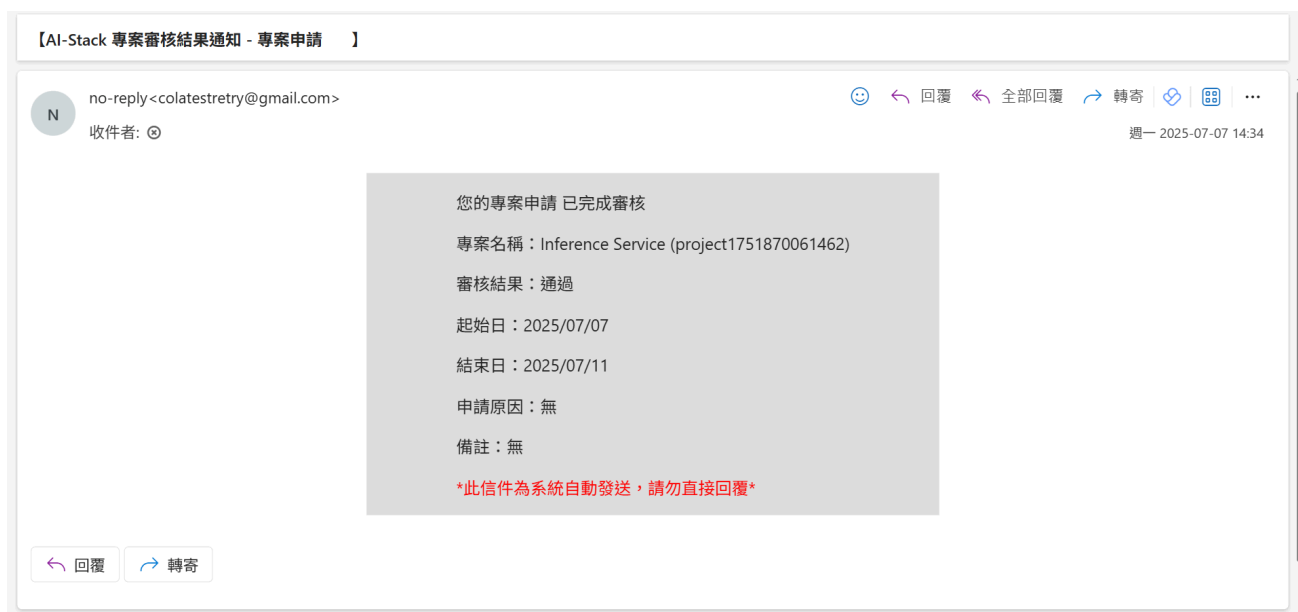 【AI-Stack 專案審核結果通知 - 專案申請 】
N
no-reply<colatestretry@gmail.com>
回覆 全部回覆 轉寄
收件者:
週一 2025-07-07 14:34
您的專案申請 已完成審核
專案名稱：Inference Service (project1751870061462)
審核結果：通過
起始日：2025/07/07
結束日：2025/07/11
申請原因：無
備註：無
*此信件為系統自動發送，請勿直接回覆*
回覆 轉寄